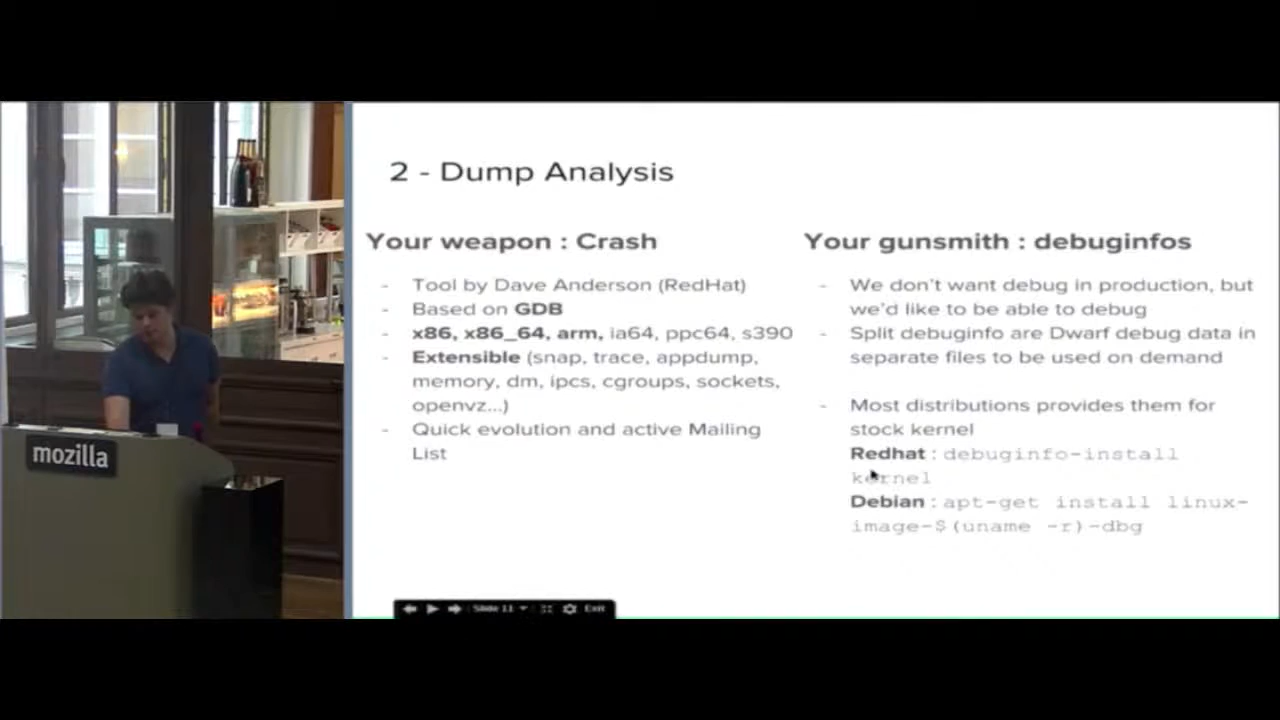 2 - Dump Analysis
Your weapon : Crash
- Tool by Dave Anderson (RedHat)
- Based on GDB
- x86, x86_64, arm, ia64, ppc64, s390
- Extensible (snap, trace, appdump,
memory, dm, ipcs, cgroups, sockets,
openvz...)
- Quick evolution and active Mailing
List
Your gunsmith : debuginfos
- We don't want debug in production, but
we'd like to be able to debug
- Split debuginfo are Dwarf debug data in
separate files to be used on demand
- Most distributions provides them for
stock kernel
Redhat : debuginfo-install
kernel
Debian : apt-get install linux-
image-$(uname -r)-dbg
mozilla
Slide 11
Exit